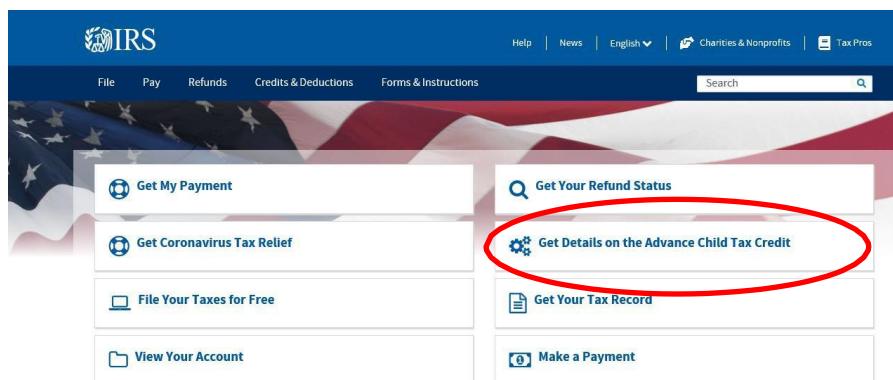 IRS
Help News English Charities & Nonprofits Tax Pros
File Pay Refunds Credits & Deductions Forms & Instructions Search
Get My Payment
Get Your Refund Status
Get Coronavirus Tax Relief
Get Details on the Advance Child Tax Credit
File Your Taxes for Free
Get Your Tax Record
View Your Account
Make a Payment